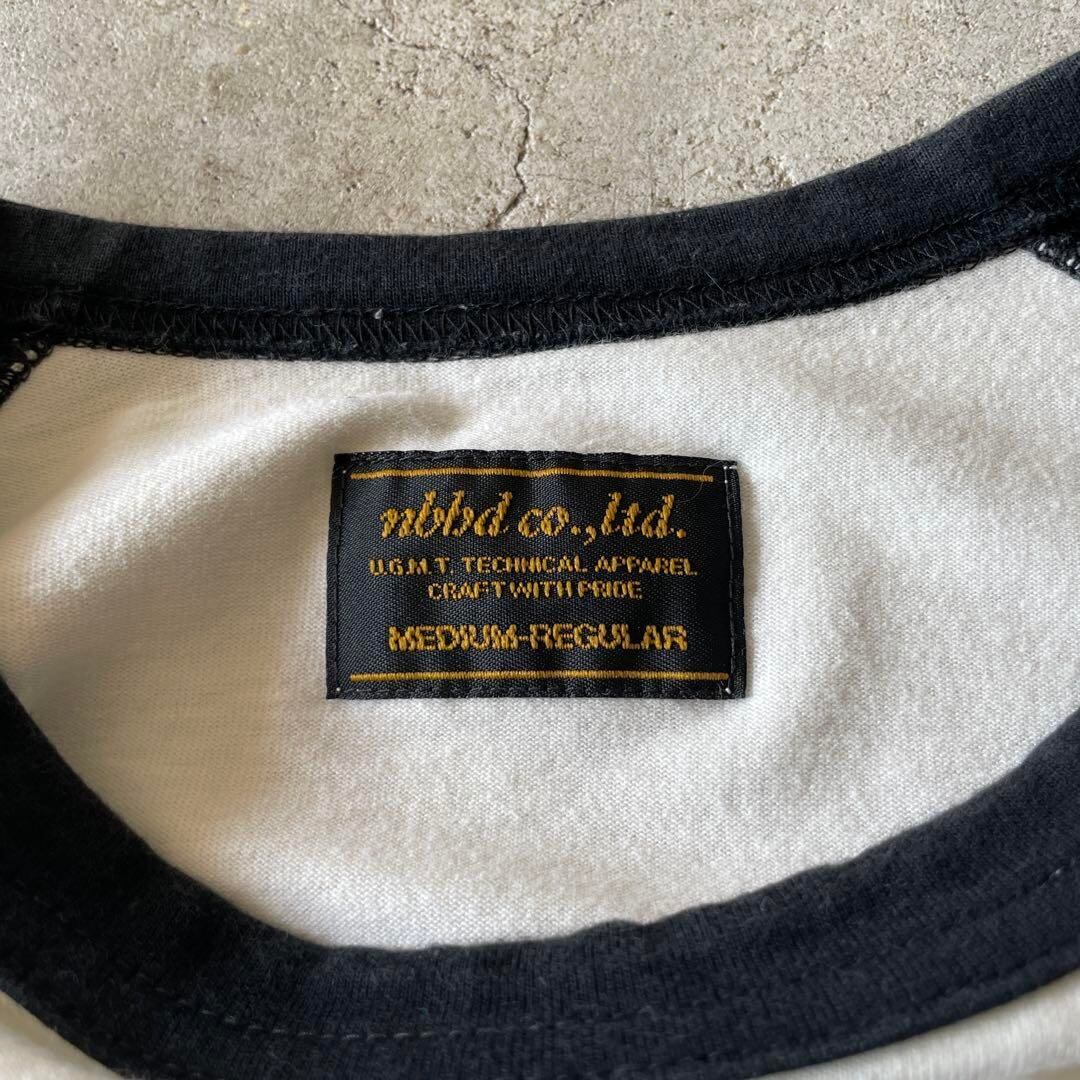 nbbd co.,ltd.
U.G.M.T. TECHNICAL APPAREL
CRAFT WITH PRIDE
MEDIUM-REGULAR